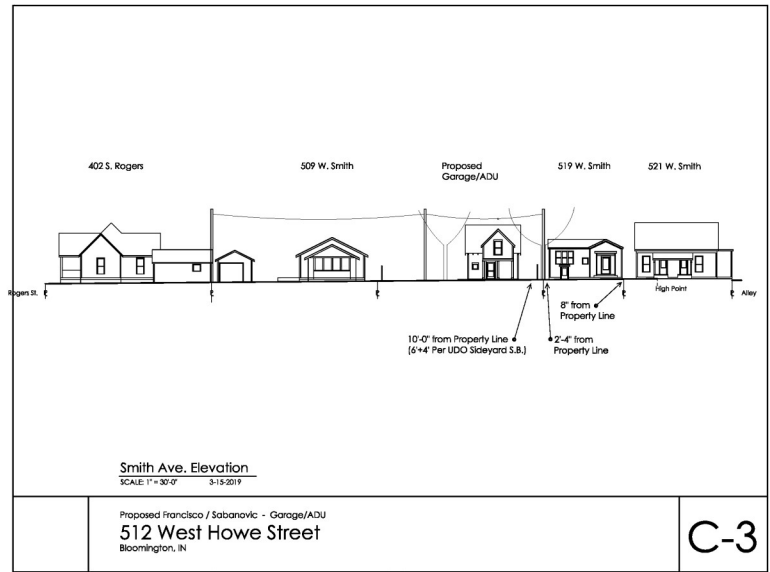 402 S. Rogers
509 W. Smith
Proposed
Garage/ADU
519 W. Smith
521 W. Smith
Rogers St.
High Point
Alley
8" from
Property Line
10'-0" from Property Line
(6'+4' Per UDO Sideyard S.B.)
2'-4" from
Property Line
Smith Ave. Elevation
SCALE: 1" = 30'-0"
3-15-2019
Proposed Francisco / Sabanovic - Garage/ADU
512 West Howe Street
Bloomington, IN
C-3